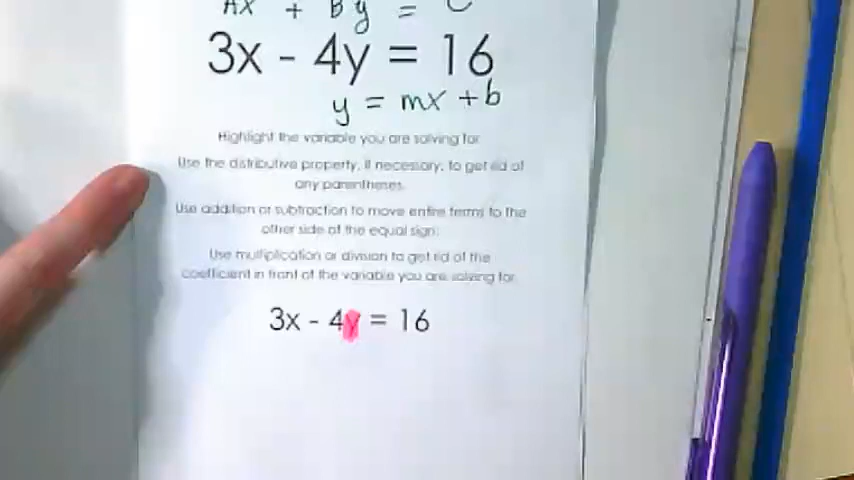 Ax + By = C
3x - 4y = 16
y = mx + b
Highlight the variable you are solving for.
Use the distributive property, if necessary, to get rid of
any parentheses.
Use addition or subtraction to move entire terms to the
other side of the equal sign.
Use multiplication or division to get rid of the
coefficient in front of the variable you are solving for.
3x - 4y = 16